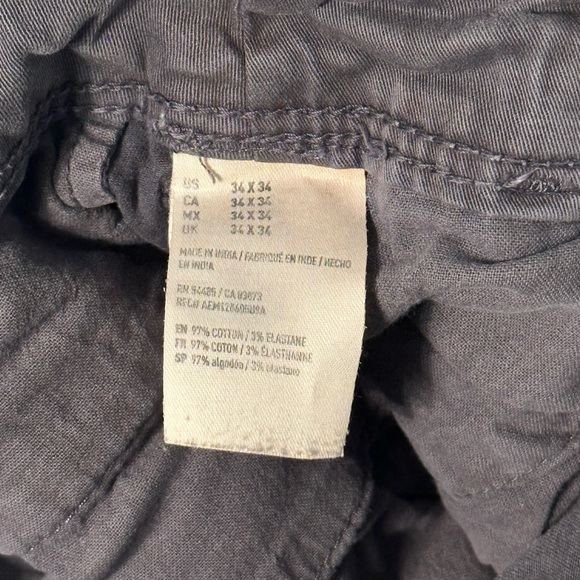 US 34 X 34
CA 34 X 34
MX 34 X 34
UK 34 X 34
MADE IN INDIA / FABRIQUÉ EN INDE / HECHO
EN INDIA
RN 94485 / CA 03073
EN 97% COTTON / 3% ELASTANE
FR 97% COTON / 3% ÉLASTHANNE
SP 97% algodón / 3% elastano